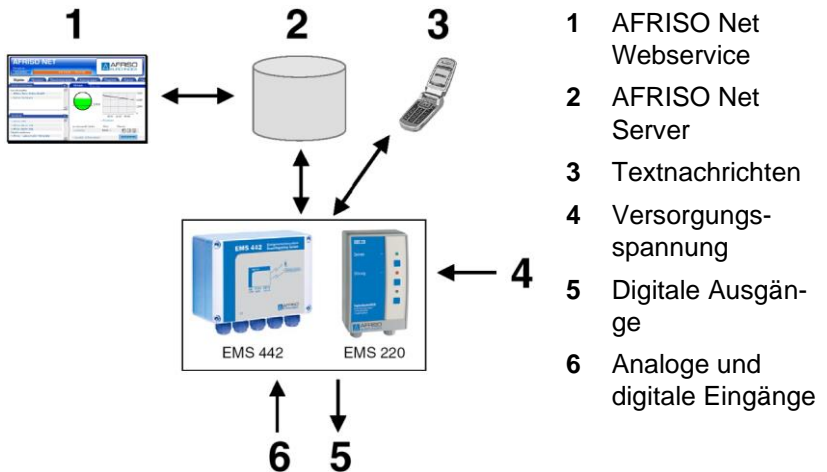 1
2
3
AFRISO NET
AFRISO
EMS 442
EMS 442
EMS 220
AFRISO
4
6
5
1 AFRISO Net
Webservice
2 AFRISO Net
Server
3 Textnachrichten
4 Versorgungs-
spannung
5 Digitale Ausgän-
ge
6 Analoge und
digitale Eingänge